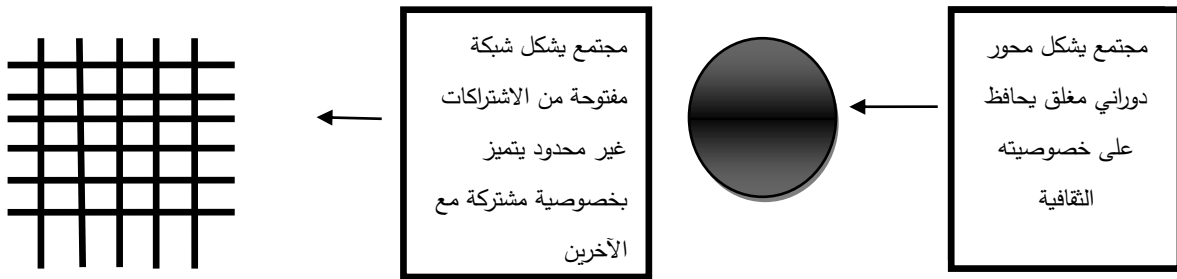 مجتمع يشكل محور
دوراني مغلق يحافظ
على خصوصيته
الثقافية
مجتمع يشكل شبكة
مفتوحة من الاشتراكات
غير محدود يتميز
بخصوصية مشتركة مع
الآخرين